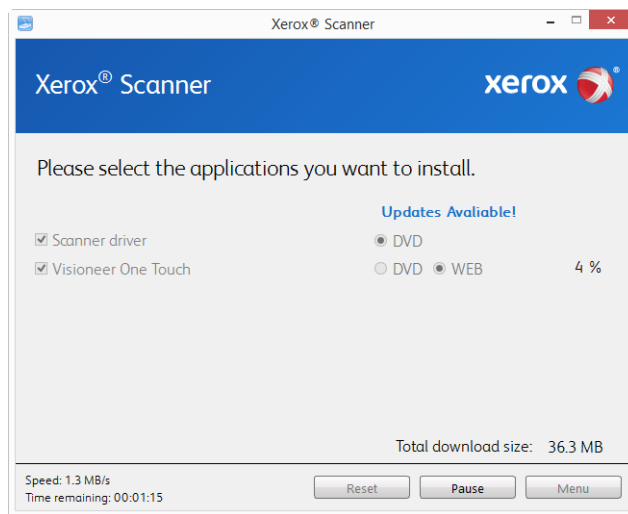 Xerox® Scanner
Xerox® Scanner
xerox ®
Please select the applications you want to install.
Updates Avaliable!
Scanner driver DVD
Visioneer One Touch DVD WEB 4 %
Total download size: 36.3 MB
Speed: 1.3 MB/s
Time remaining: 00:01:15
Reset Pause Menu